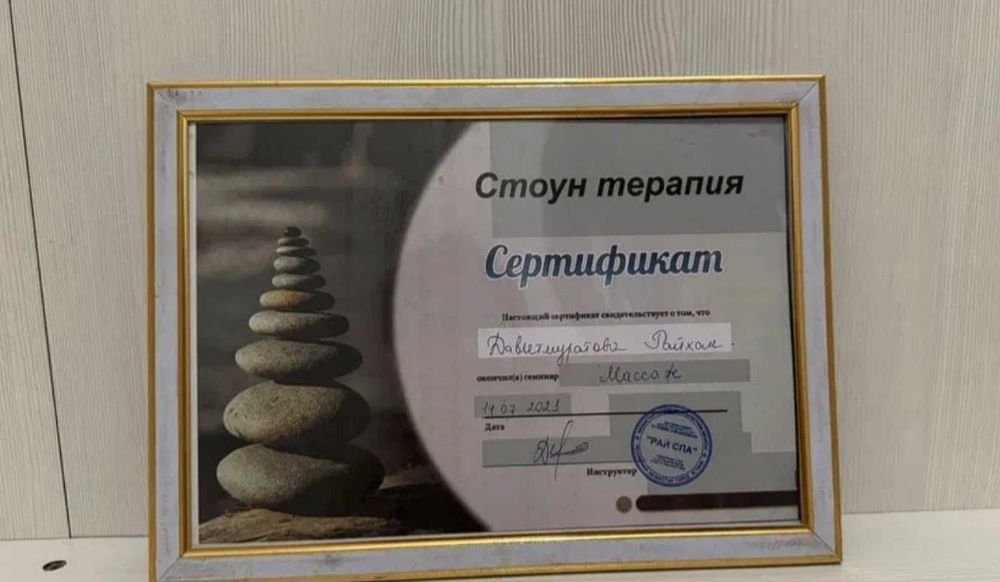 Стоун терапия
Сертификат
Настоящий сертификат свидетельствует о том, что
Давлетмуратова Райхан.
окончил(а) семинар Массаж
14.07 2021
Дата
Инструктор
"РАЙ СПА"